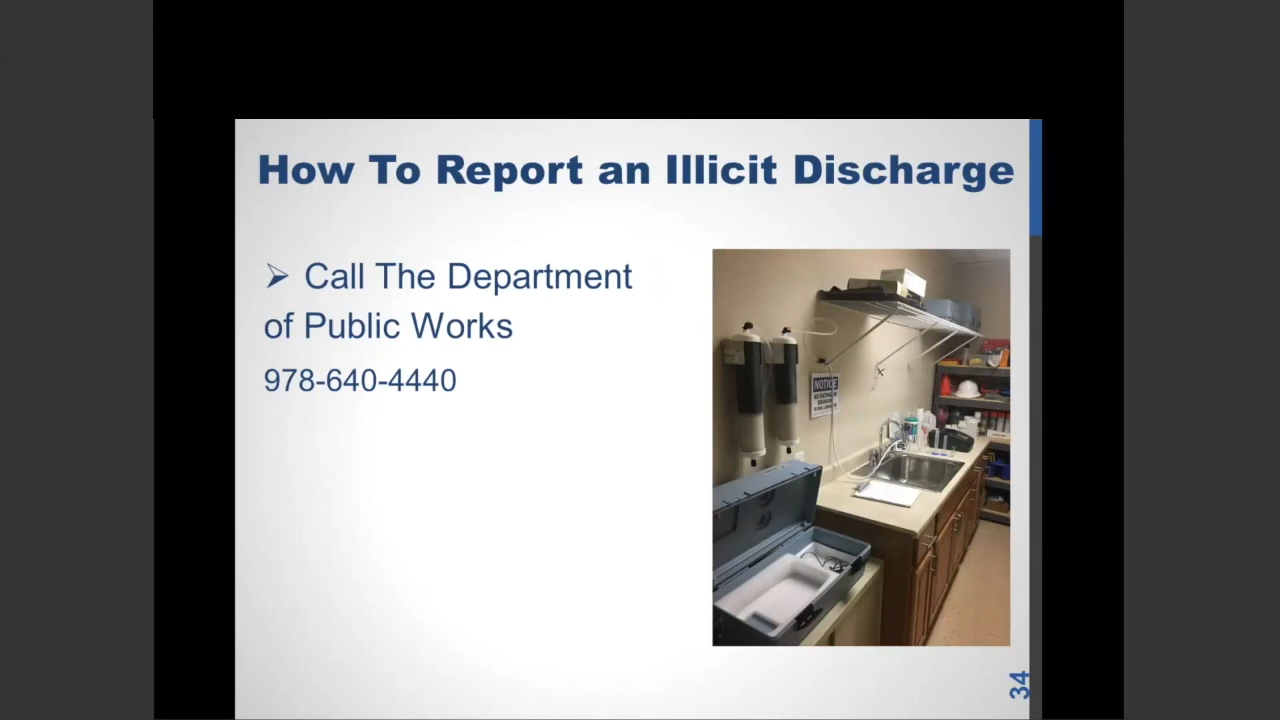 How To Report an Illicit Discharge
➢ Call The Department
of Public Works
978-640-4440
NOTICE
34